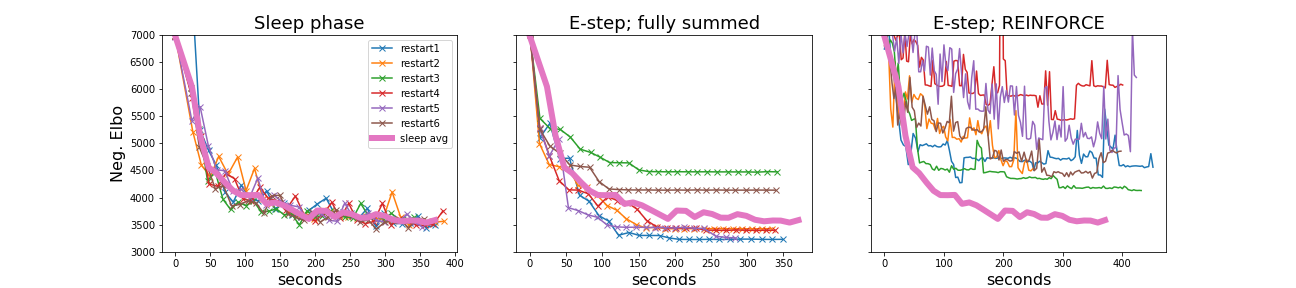 Sleep phase
E-step; fully summed
E-step; REINFORCE
Neg. Elbo
7000
6500
6000
5500
5000
4500
4000
3500
3000
restart1
restart2
restart3
restart4
restart5
restart6
sleep avg
0 50 100 150 200 250 300 350 400
0 50 100 150 200 250 300 350
0 100 200 300 400
seconds
seconds
seconds